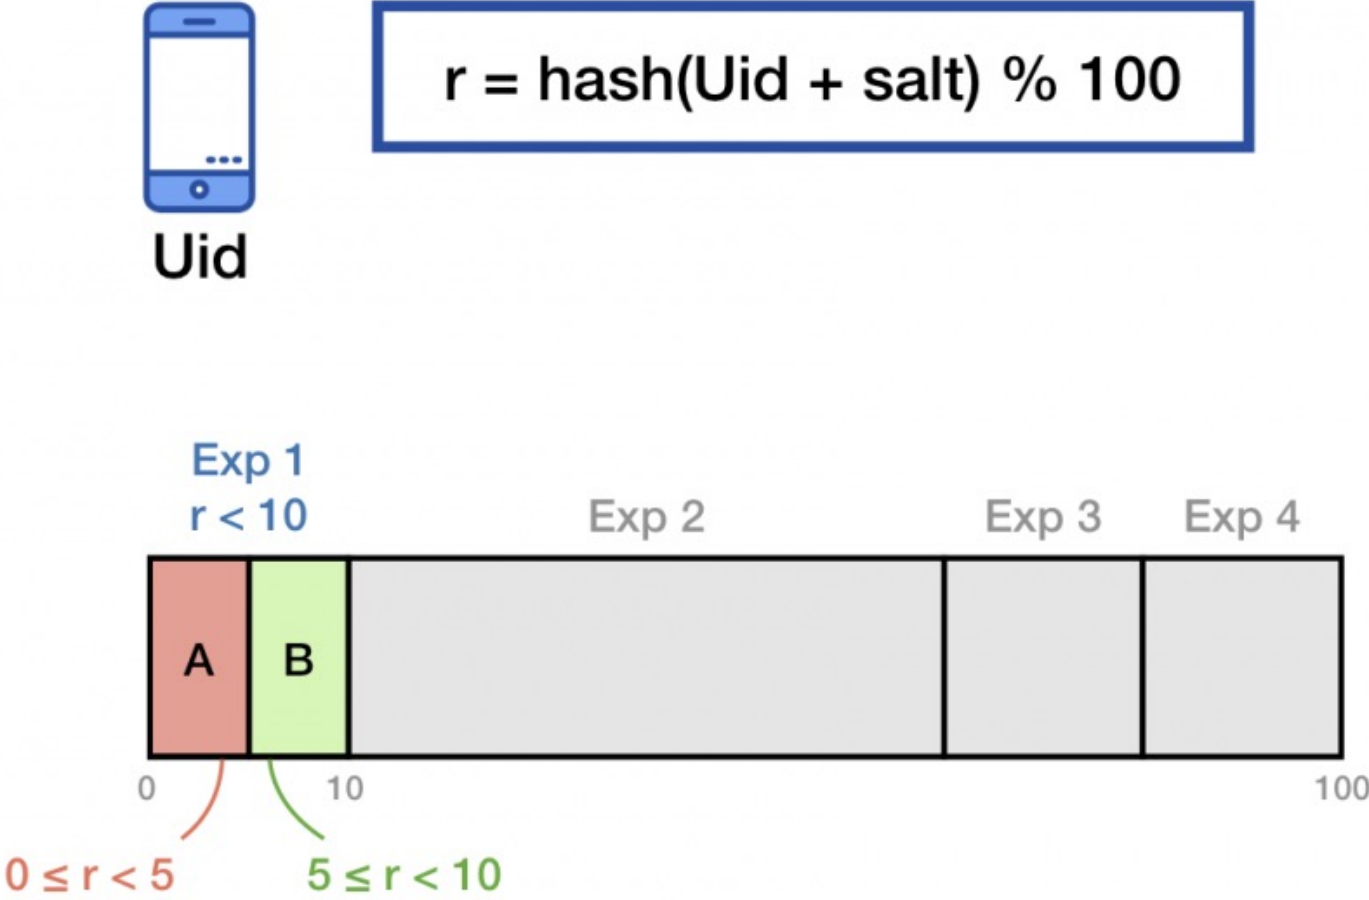 r = hash(Uid + salt) % 100
Uid
Exp 1
r < 10
Exp 2
Exp 3
Exp 4
A
B
0
10
100
0 ≤ r < 5
5 ≤ r < 10